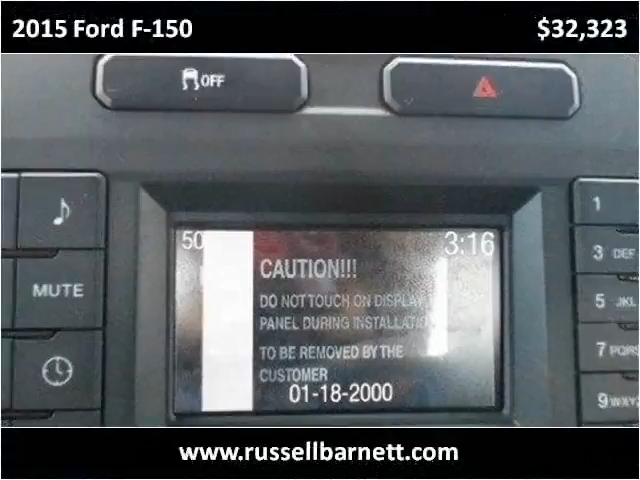 2015 Ford F-150 $32,323
OFF
50 3:16
1
CAUTION!!!
3 DEF
MUTE
DO NOT TOUCH ON DISPLAY
5 JKL
PANEL DURING INSTALLATION
TO BE REMOVED BY THE
7 PQRS
CUSTOMER
01-18-2000
9 WXYZ
www.russellbarnett.com